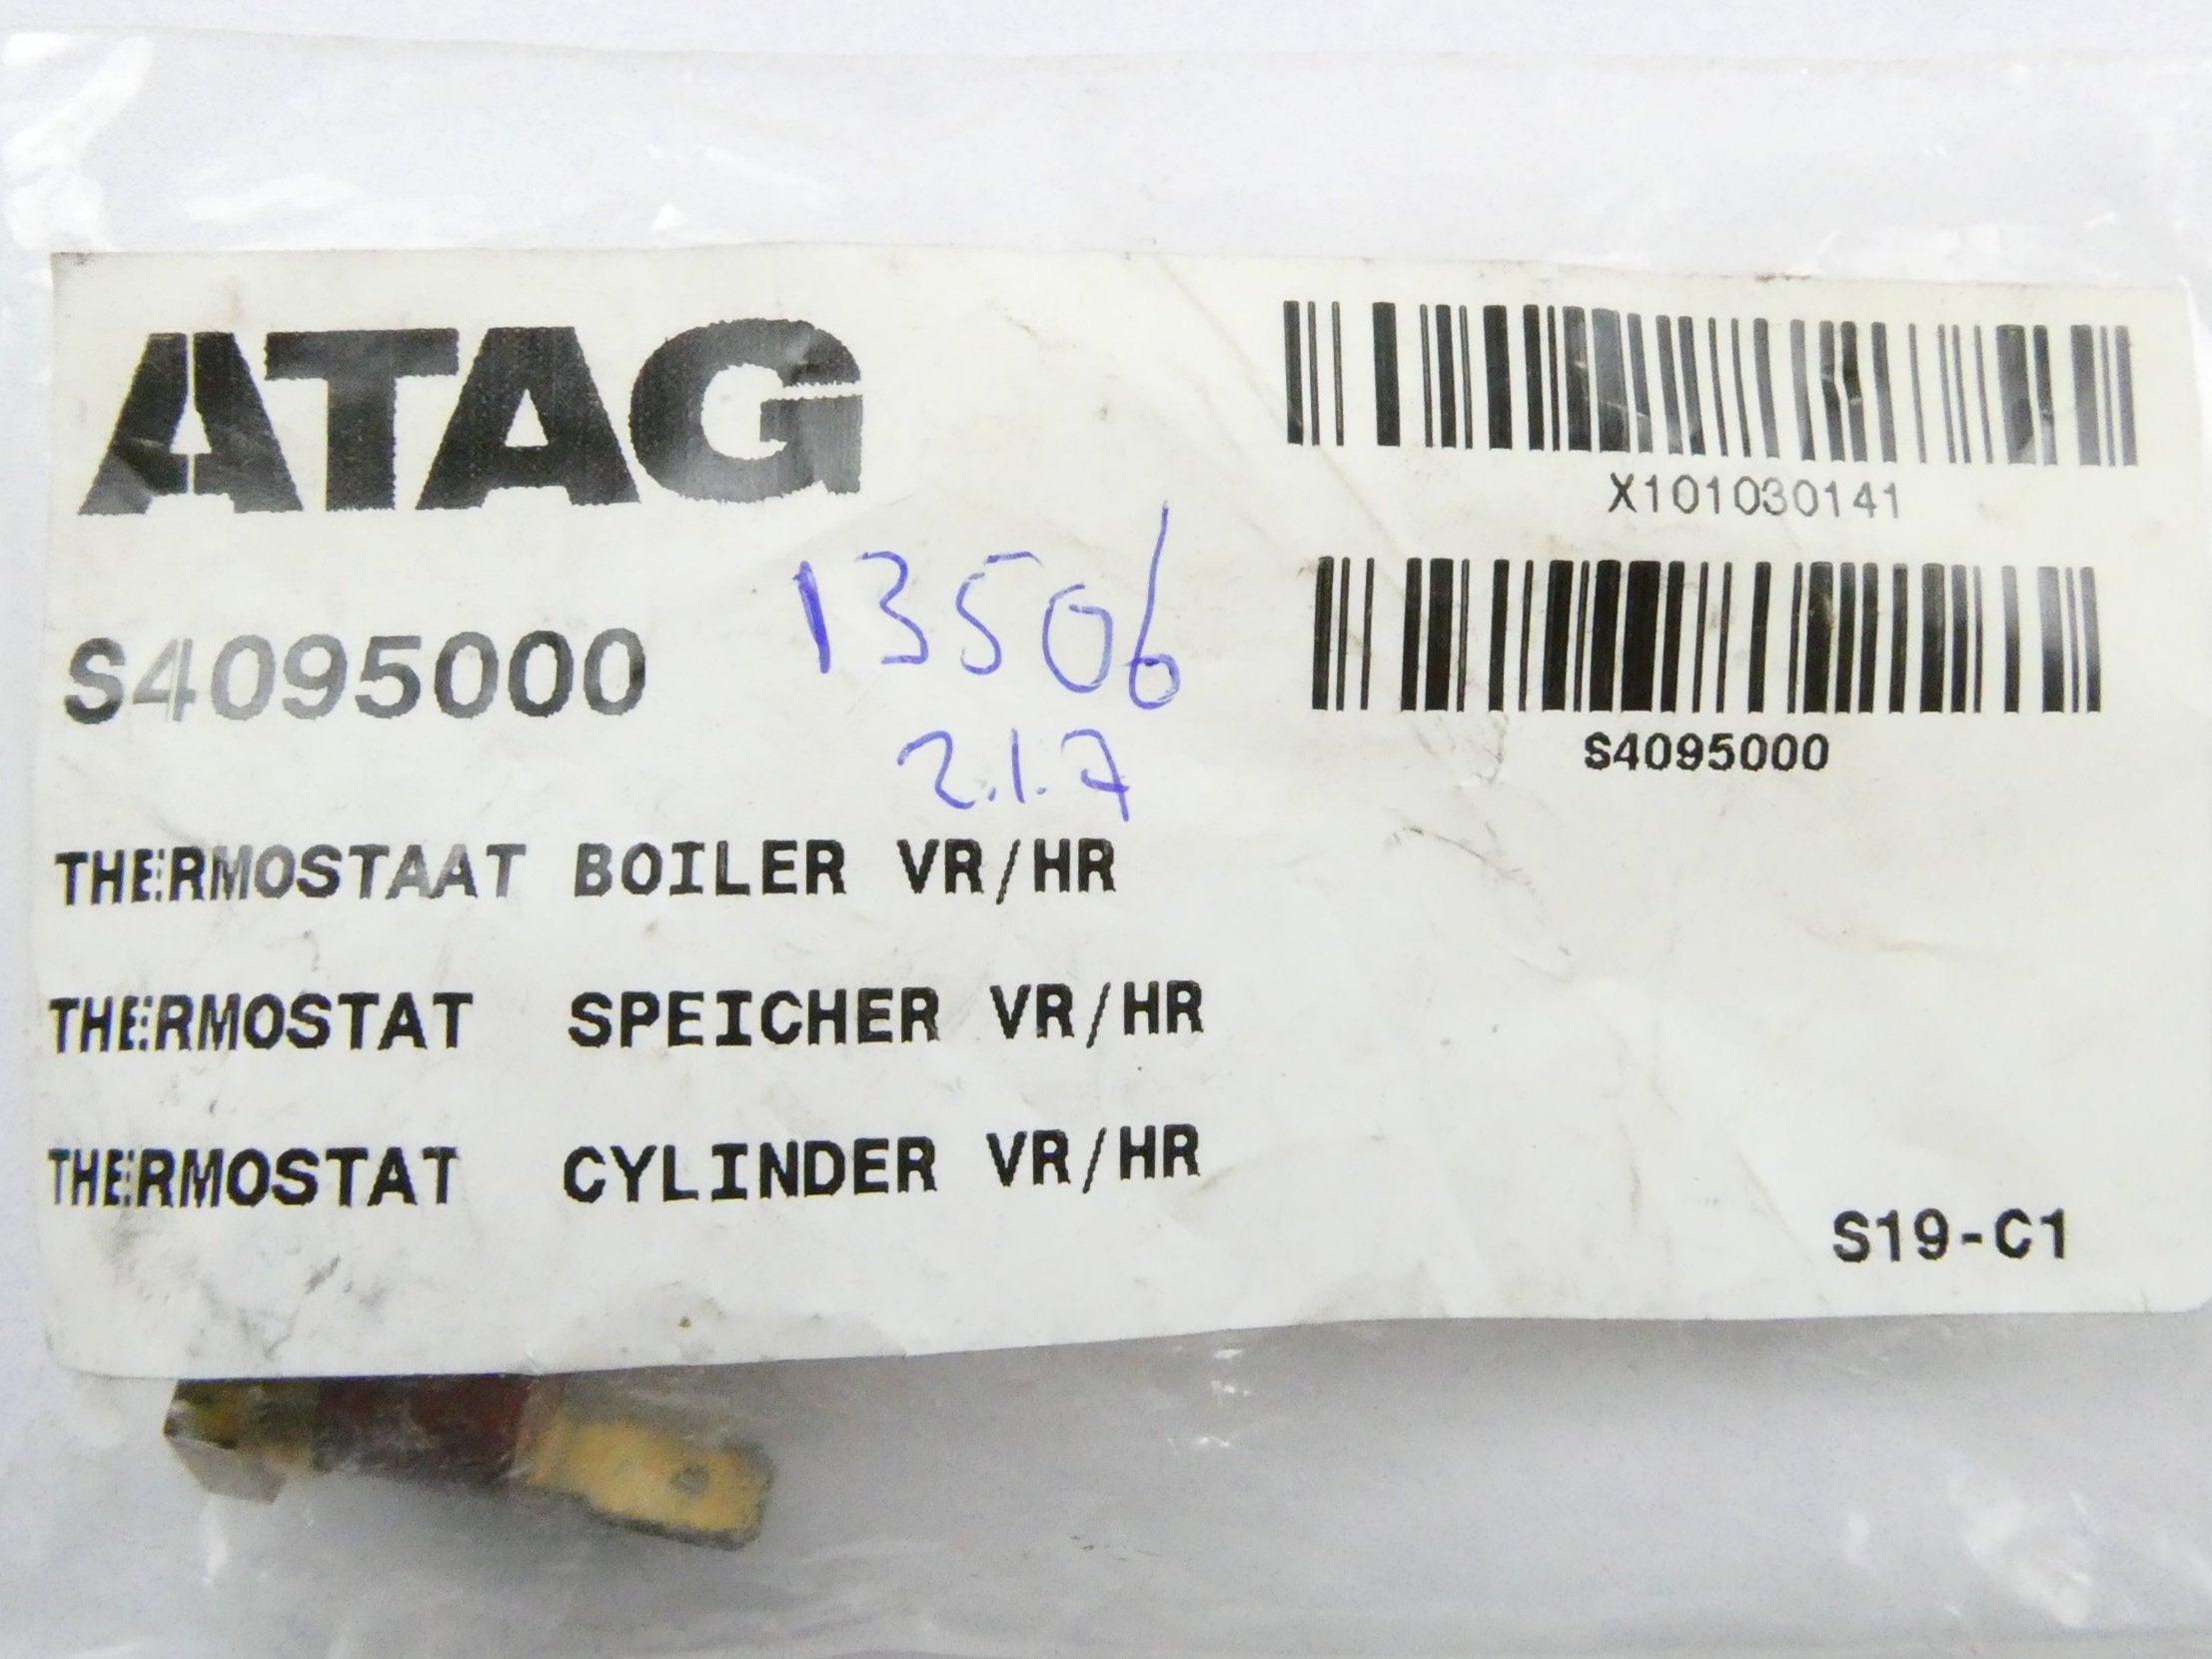 ATAG
X101030141
S4095000
13506
2.1.7
S4095000
THERMOSTAAT BOILER VR/HR
THERMOSTAT SPEICHER VR/HR
THERMOSTAT CYLINDER VR/HR
S19-C1